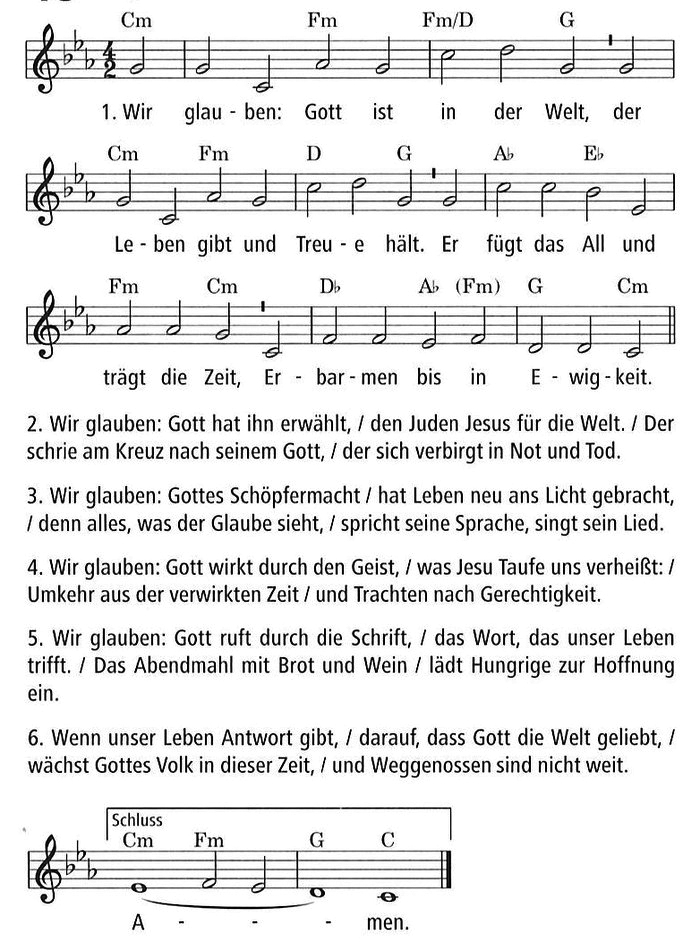 Cm Fm Fm/D G
4
2
1. Wir glau - ben: Gott ist in der Welt, der
Cm Fm D G A♭ E♭
Le - ben gibt und Treu - e hält. Er fügt das All und
Fm Cm D♭ A♭ (Fm) G Cm
trägt die Zeit, Er - bar - men bis in E - wig - keit.
2. Wir glauben: Gott hat ihn erwählt, / den Juden Jesus für die Welt. / Der
schrie am Kreuz nach seinem Gott, / der sich verbirgt in Not und Tod.
3. Wir glauben: Gottes Schöpfermacht / hat Leben neu ans Licht gebracht,
/ denn alles, was der Glaube sieht, / spricht seine Sprache, singt sein Lied.
4. Wir glauben: Gott wirkt durch den Geist, / was Jesu Taufe uns verheißt: /
Umkehr aus der verwirkten Zeit / und Trachten nach Gerechtigkeit.
5. Wir glauben: Gott ruft durch die Schrift, / das Wort, das unser Leben
trifft. / Das Abendmahl mit Brot und Wein / lädt Hungrige zur Hoffnung
ein.
6. Wenn unser Leben Antwort gibt, / darauf, dass Gott die Welt geliebt, /
wächst Gottes Volk in dieser Zeit, / und Weggenossen sind nicht weit.
Schluss
Cm Fm G C
A - - - men.